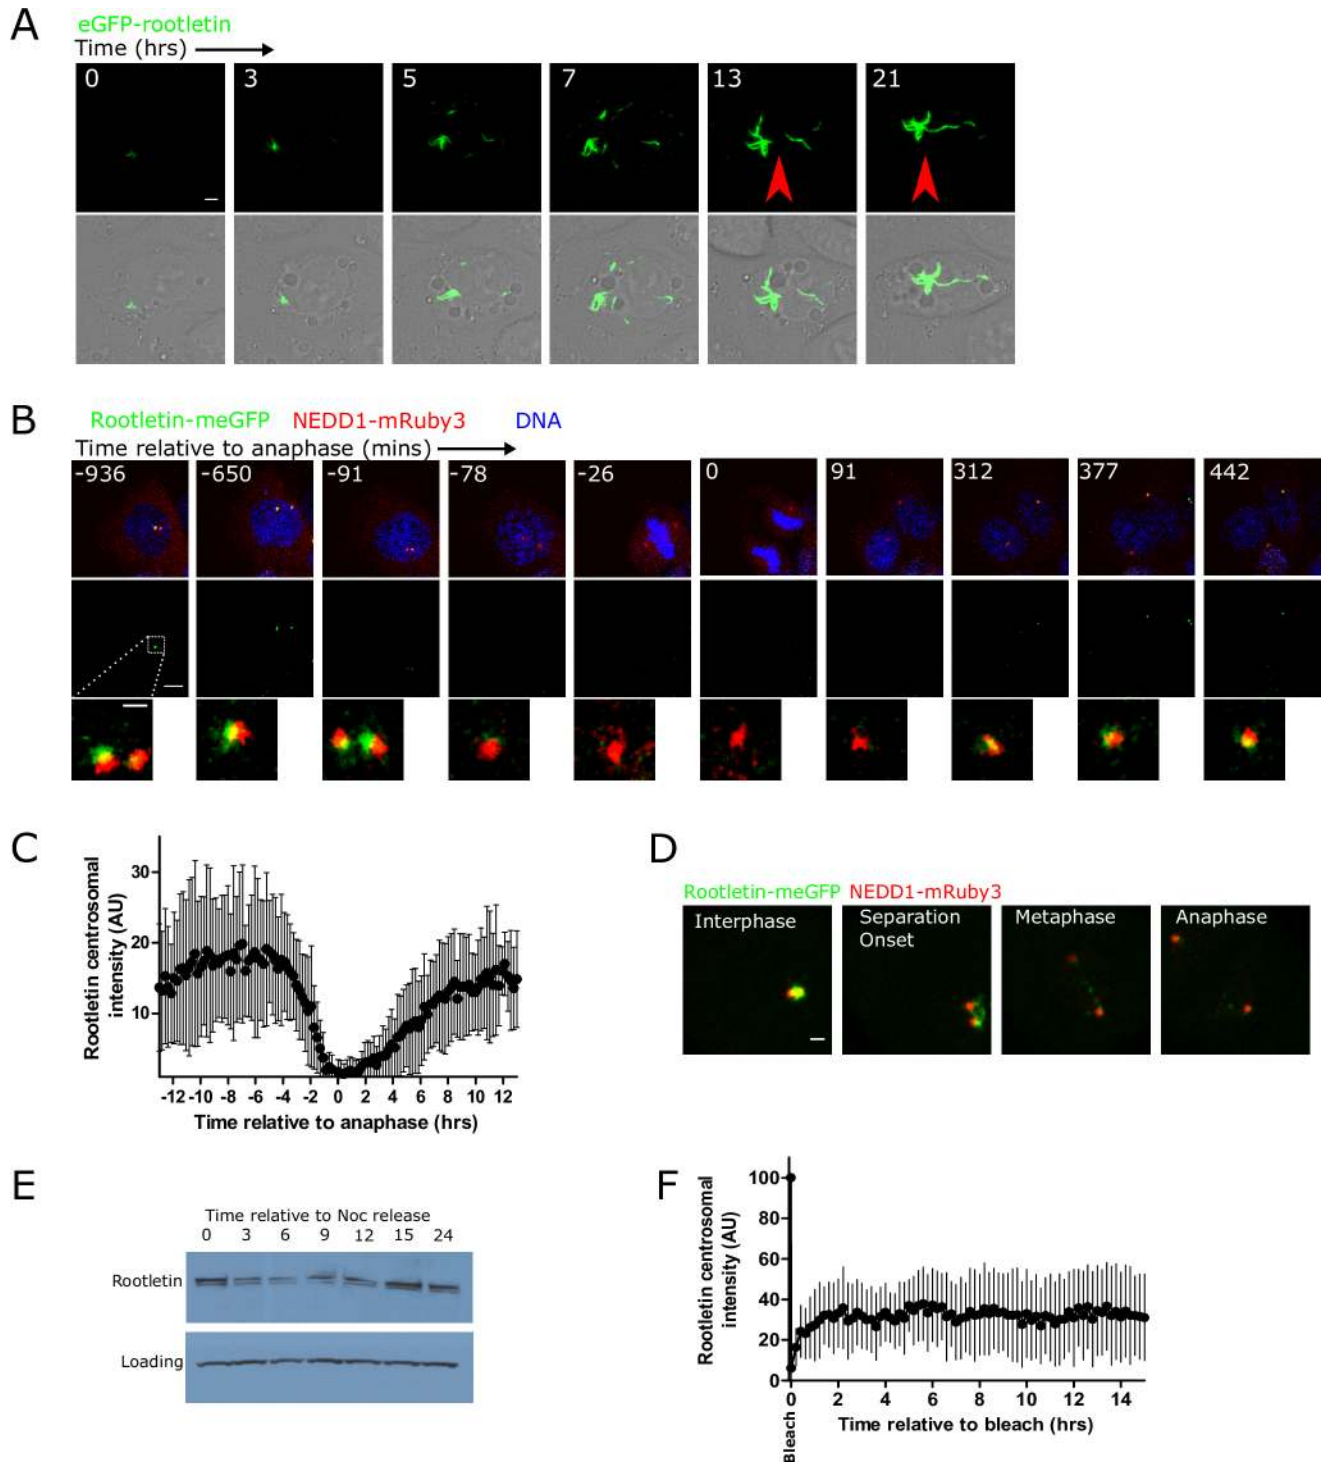 A
eGFP-rootletin
Time (hrs)
0 3 5 7 13 21
B
Rootletin-meGFP NEDD1-mRuby3 DNA
Time relative to anaphase (mins)
-936 -650 -91 -78 -26 0 91 312 377 442
C
Rootletin centrosomal
intensity (AU)
30
20
10
-12 -10 -8 -6 -4 -2 0 2 4 6 8 10 12
Time relative to anaphase (hrs)
D
Rootletin-meGFP NEDD1-mRuby3
Interphase Separation Metaphase Anaphase
Onset
E
Time relative to Noc release
0 3 6 9 12 15 24
Rootletin
Loading
F
Rootletin centrosomal
intensity (AU)
100
80
60
40
20
0
0 2 4 6 8 10 12 14
Bleach
Time relative to bleach (hrs)